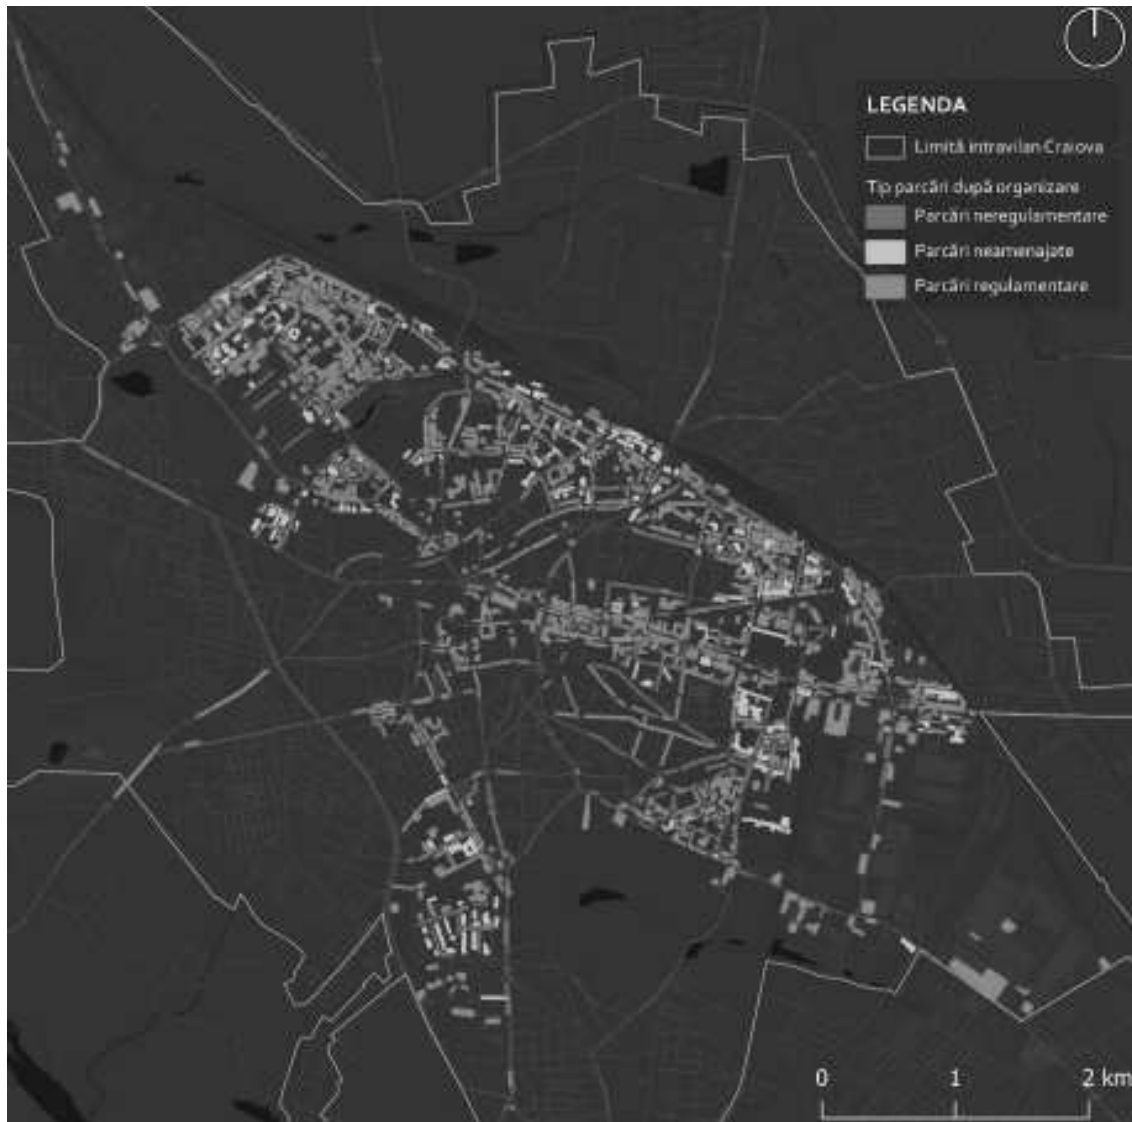 LEGENDA
Limită intravilan Craiova
Tip parcări după organizare
Parcări neregulamentare
Parcări neamenajate
Parcări regulamentare
0 1 2 km